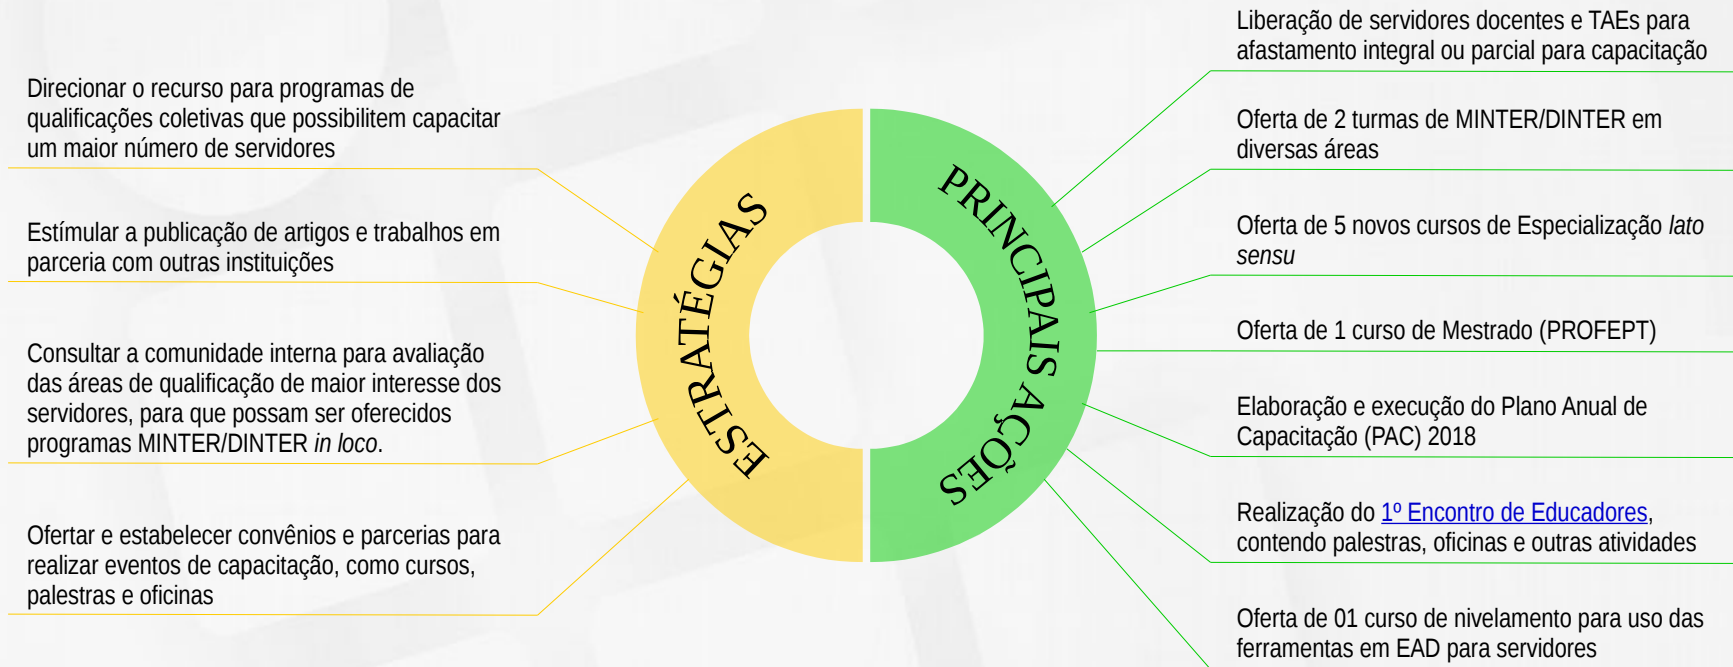 Direcionar o recurso para programas de
qualificações coletivas que possibilitem capacitar
um maior número de servidores
Estímular a publicação de artigos e trabalhos em
parceria com outras instituições
Consultar a comunidade interna para avaliação
das áreas de qualificação de maior interesse dos
servidores, para que possam ser oferecidos
programas MINTER/DINTER in loco.
Ofertar e estabelecer convênios e parcerias para
realizar eventos de capacitação, como cursos,
palestras e oficinas
ESTRATÉGIAS
PRINCIPAIS AÇÕES
Liberação de servidores docentes e TAEs para
afastamento integral ou parcial para capacitação
Oferta de 2 turmas de MINTER/DINTER em
diversas áreas
Oferta de 5 novos cursos de Especialização lato
sensu
Oferta de 1 curso de Mestrado (PROFEPT)
Elaboração e execução do Plano Anual de
Capacitação (PAC) 2018
Realização do 1º Encontro de Educadores,
contendo palestras, oficinas e outras atividades
Oferta de 01 curso de nivelamento para uso das
ferramentas em EAD para servidores